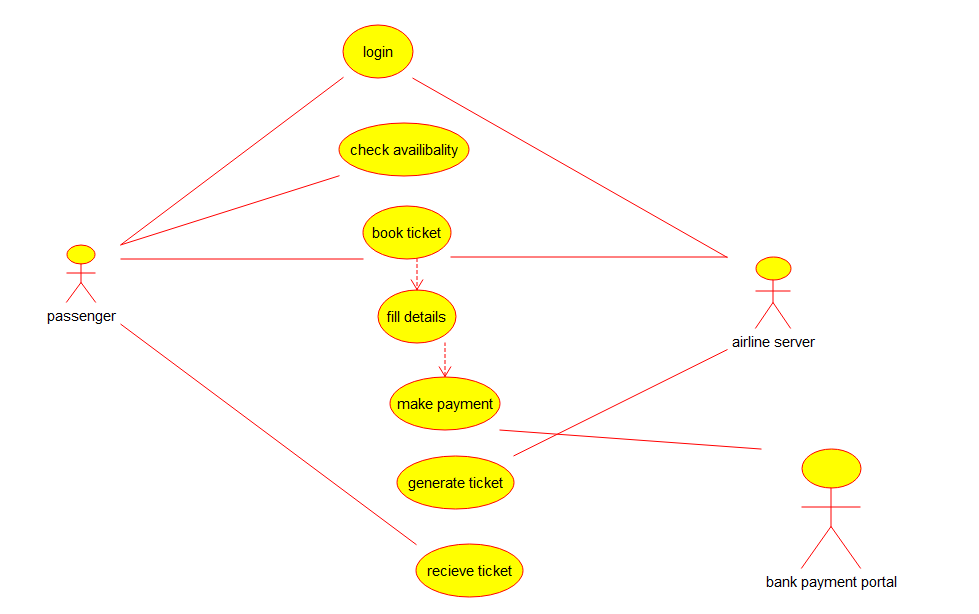 login
check availibality
book ticket
passenger
fill details
airline server
make payment
generate ticket
recieve ticket
bank payment portal